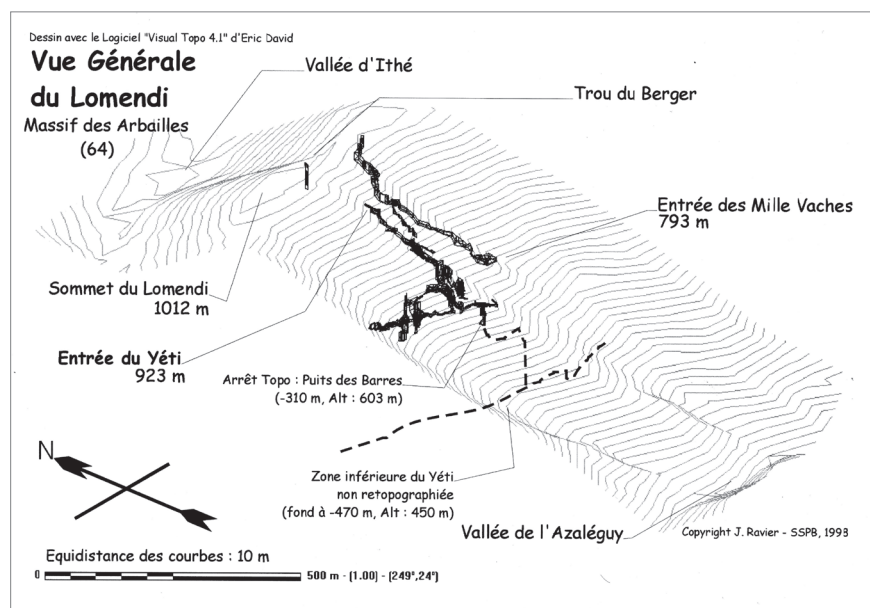 Dessin avec le Logiciel "Visual Topo 4.1" d'Eric David
Vue Générale
du Lomendi
Massif des Arbailles
(64)
Vallée d'Ithé
Trou du Berger
Entrée des Mille Vaches
793 m
Sommet du Lomendi
1012 m
Entrée du Yéti
923 m
Arrêt Topo : Puits des Barres
(-310 m, Alt : 603 m)
N
Zone inférieure du Yéti
non retopographiée
(fond à -470 m, Alt : 450 m)
Vallée de l'Azaléguy
Copyright J. Ravier - SSPB, 1998
Equidistance des courbes : 10 m
0 500 m - (1.00) - (249°,24°)